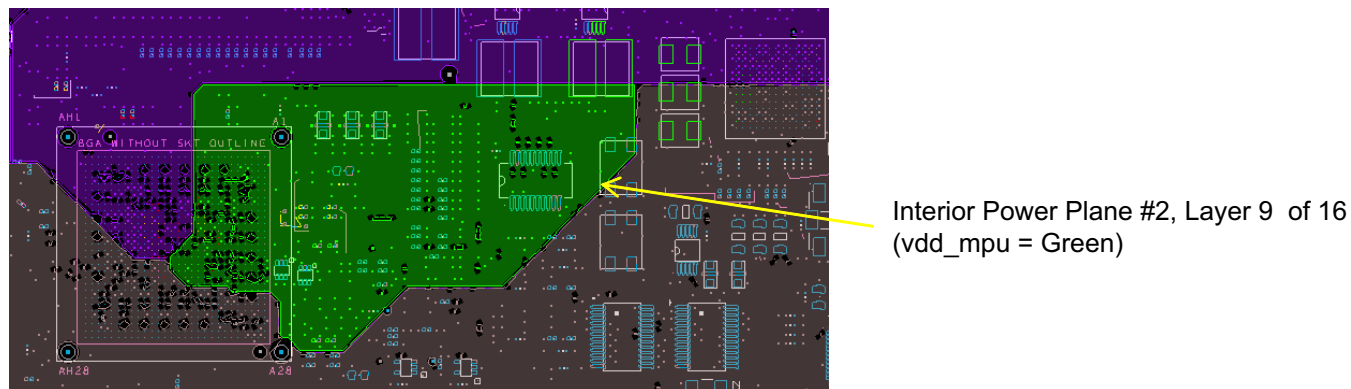 AH1
A1
BGA WITHOUT SKT OUTLINE
AH28
A28
Interior Power Plane #2, Layer 9 of 16
(vdd_mpu = Green)